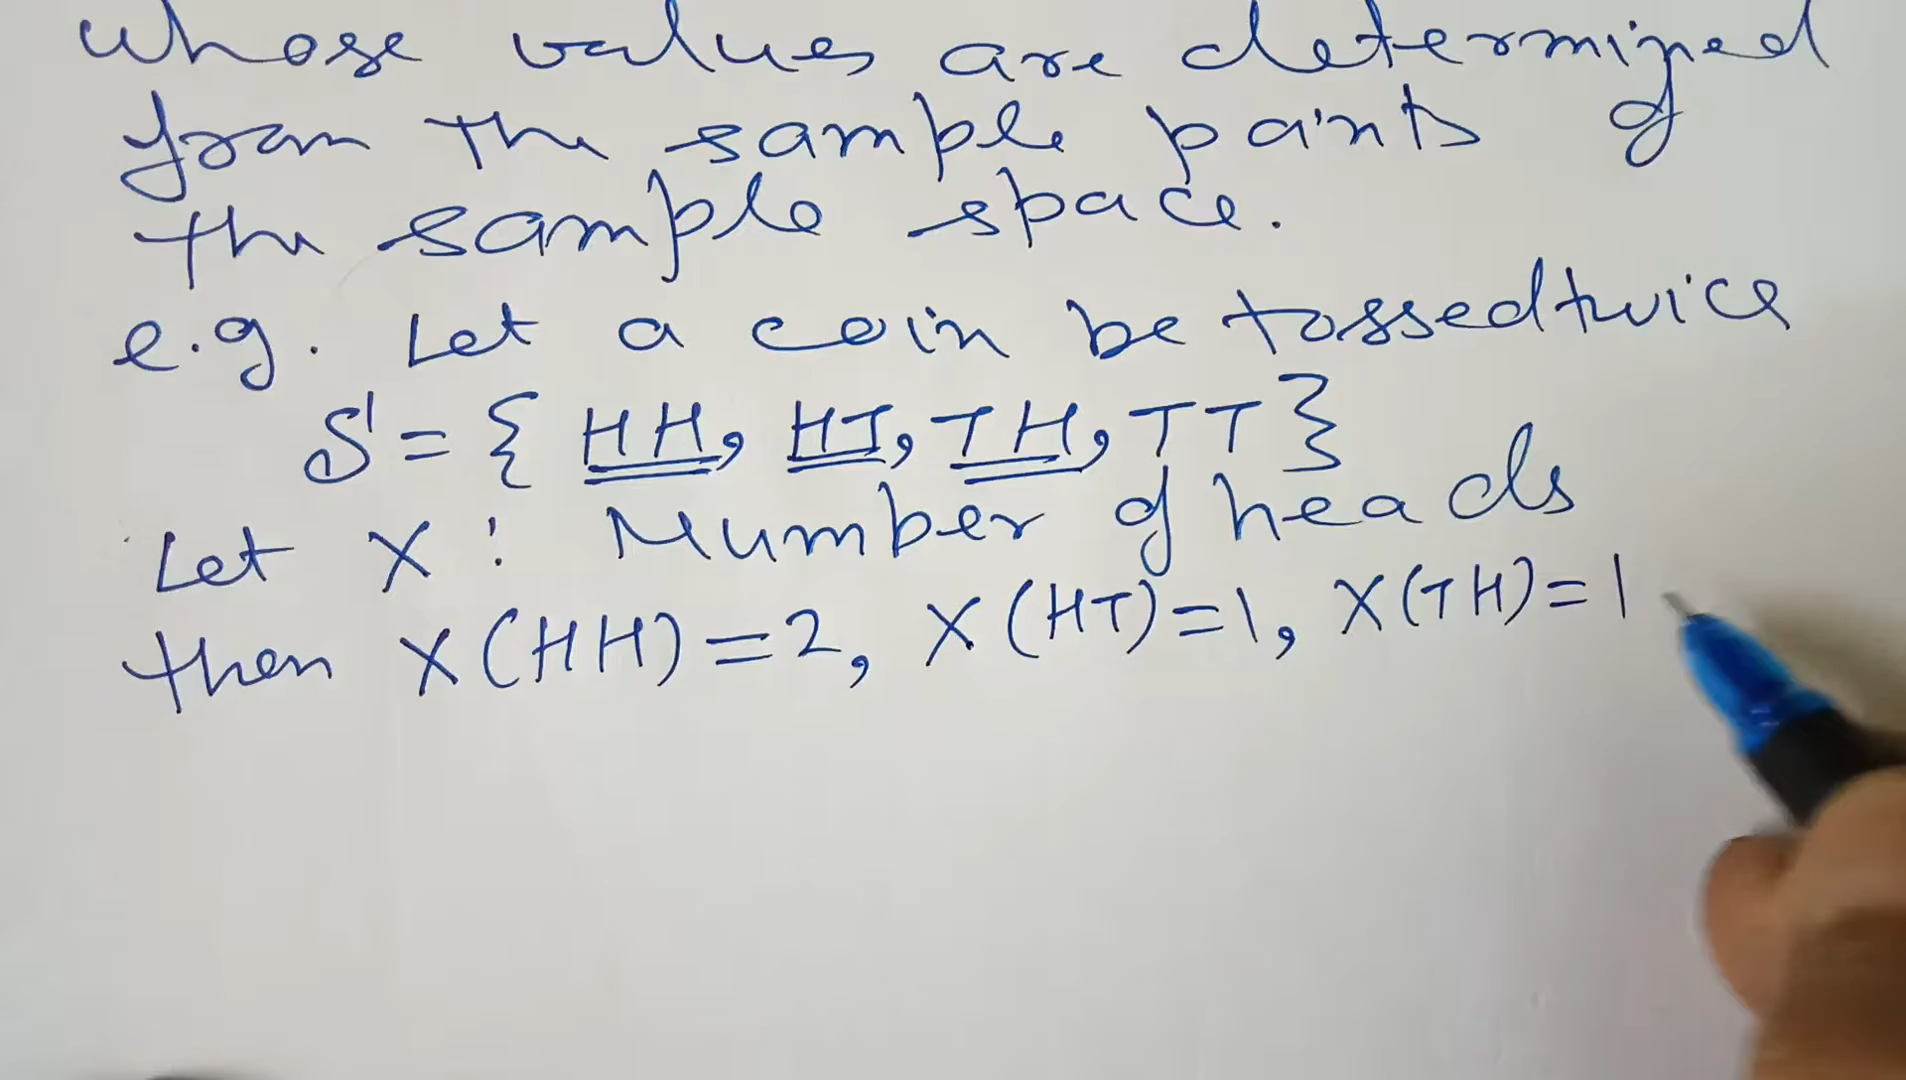 whose values are determined
from the sample points of
the sample space.
e.g. Let a coin be tossed twice
S = { HH, HT, TH, TT }
Let X : Number of heads
then X(HH) = 2, X(HT) = 1, X(TH) = 1